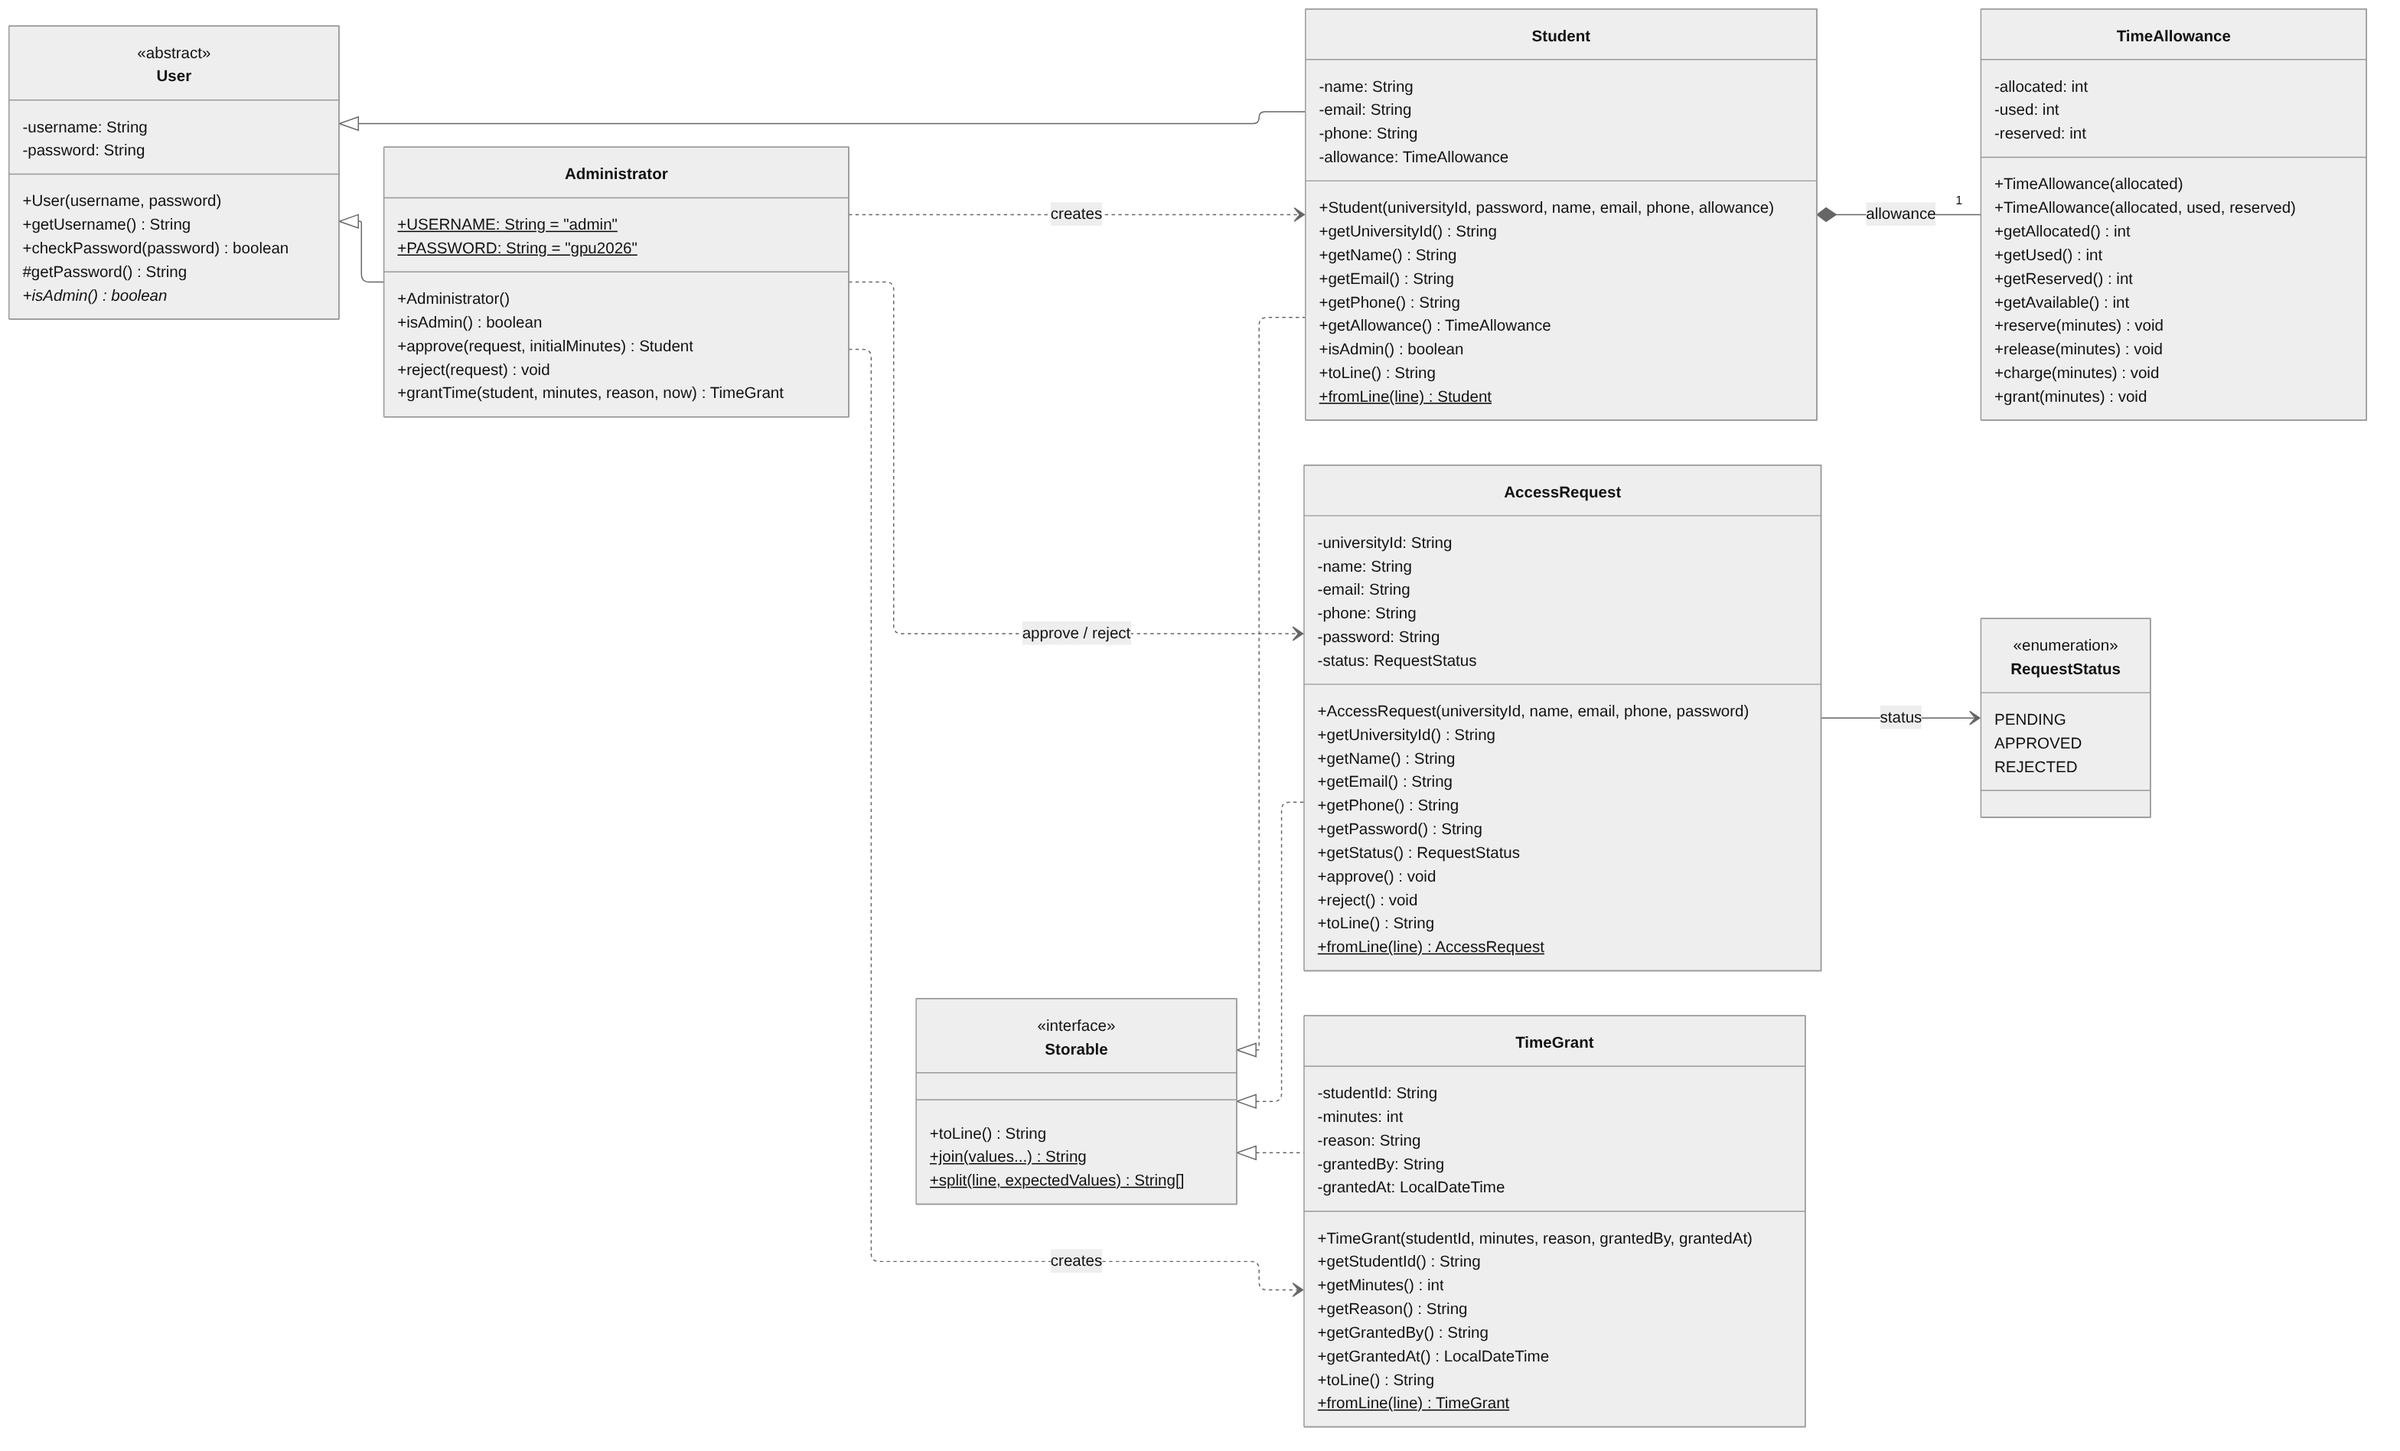 «abstract»
User
-username: String
-password: String
+User(username, password)
+getUsername() : String
+checkPassword(password) : boolean
#getPassword() : String
+isAdmin() : boolean
Administrator
+USERNAME: String = "admin"
+PASSWORD: String = "gpu2026"
+Administrator()
+isAdmin() : boolean
+approve(request, initialMinutes) : Student
+reject(request) : void
+grantTime(student, minutes, reason, now) : TimeGrant
creates
Student
-name: String
-email: String
-phone: String
-allowance: TimeAllowance
+Student(universityId, password, name, email, phone, allowance)
+getUniversityId() : String
+getName() : String
+getEmail() : String
+getPhone() : String
+getAllowance() : TimeAllowance
+isAdmin() : boolean
+toLine() : String
+fromLine(line) : Student
allowance
1
TimeAllowance
-allocated: int
-used: int
-reserved: int
+TimeAllowance(allocated)
+TimeAllowance(allocated, used, reserved)
+getAllocated() : int
+getUsed() : int
+getReserved() : int
+getAvailable() : int
+reserve(minutes) : void
+release(minutes) : void
+charge(minutes) : void
+grant(minutes) : void
approve / reject
AccessRequest
-universityId: String
-name: String
-email: String
-phone: String
-password: String
-status: RequestStatus
+AccessRequest(universityId, name, email, phone, password)
+getUniversityId() : String
+getName() : String
+getEmail() : String
+getPhone() : String
+getPassword() : String
+getStatus() : RequestStatus
+approve() : void
+reject() : void
+toLine() : String
+fromLine(line) : AccessRequest
status
«enumeration»
RequestStatus
PENDING
APPROVED
REJECTED
«interface»
Storable
+toLine() : String
+join(values...) : String
+split(line, expectedValues) : String[]
creates
TimeGrant
-studentId: String
-minutes: int
-reason: String
-grantedBy: String
-grantedAt: LocalDateTime
+TimeGrant(studentId, minutes, reason, grantedBy, grantedAt)
+getStudentId() : String
+getMinutes() : int
+getReason() : String
+getGrantedBy() : String
+getGrantedAt() : LocalDateTime
+toLine() : String
+fromLine(line) : TimeGrant